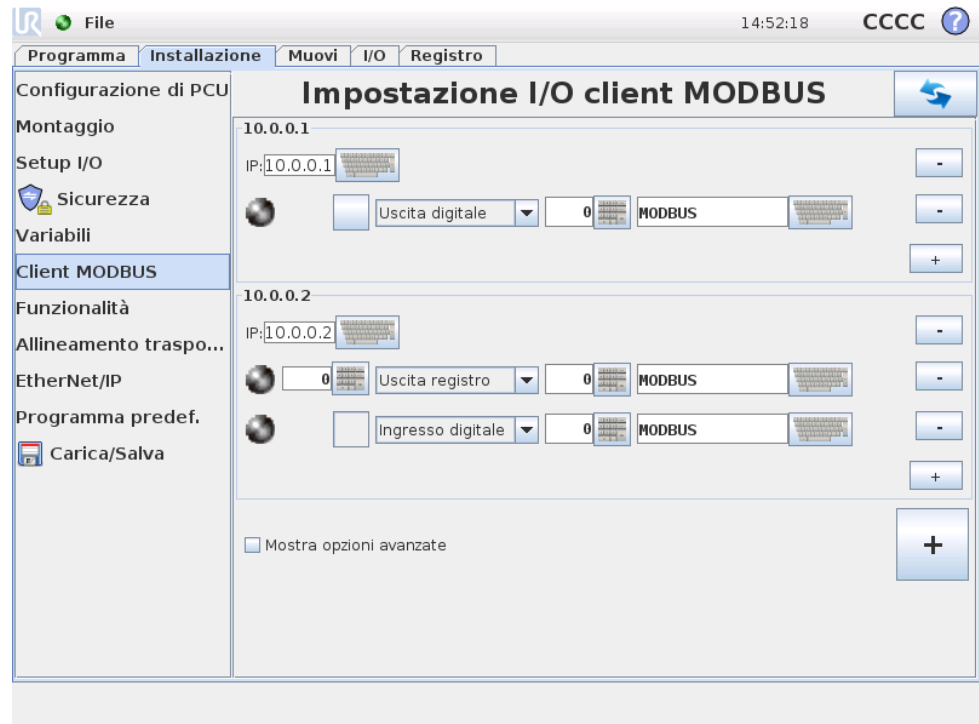 UR File 14:52:18 CCCC ?
Programma Installazione Muovi I/O Registro
Configurazione di PCU
Montaggio
Setup I/O
Sicurezza
Variabili
Client MODBUS
Funzionalità
Allineamento traspo...
EtherNet/IP
Programma predef.
Carica/Salva
Impostazione I/O client MODBUS
10.0.0.1
IP: 10.0.0.1 -
Uscita digitale 0 MODBUS -
+
10.0.0.2
IP: 10.0.0.2 -
0 Uscita registro 0 MODBUS -
Ingresso digitale 0 MODBUS -
+
Mostra opzioni avanzate +